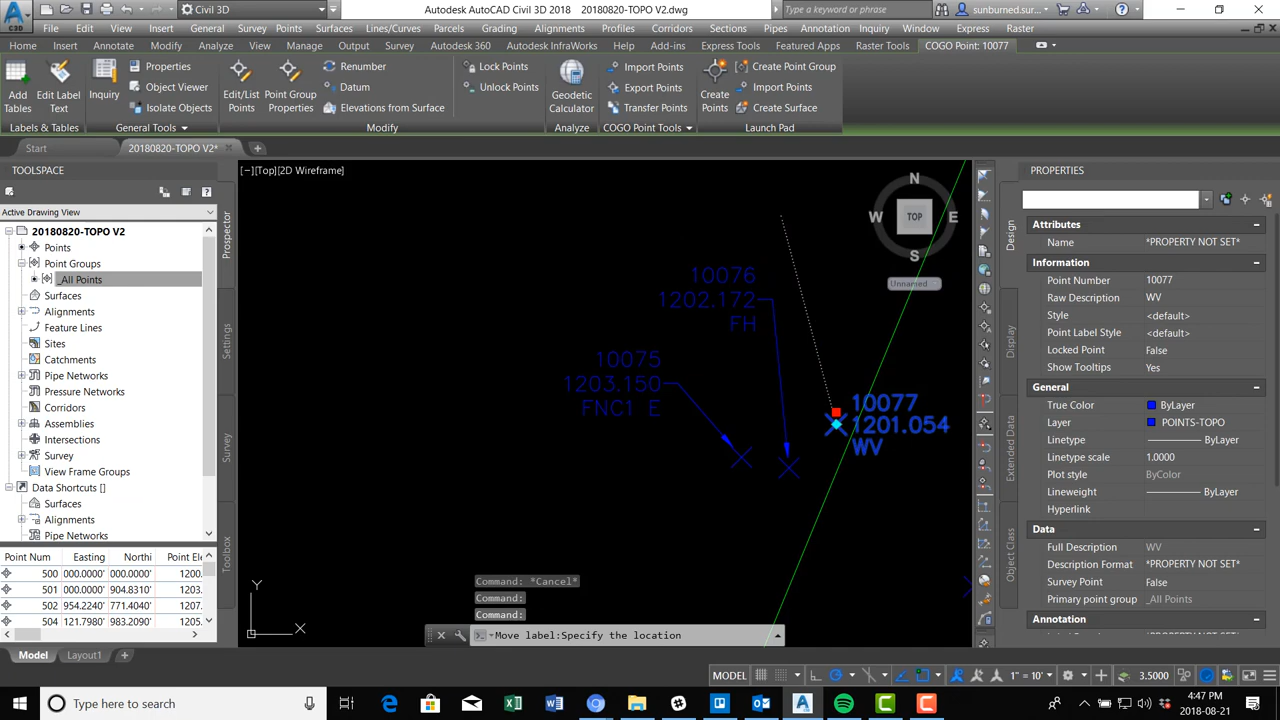 Civil 3D
Autodesk AutoCAD Civil 3D 2018 20180820-TOPO V2.dwg
Type here to search
Type a keyword or phrase
sunburned.sur...
File Edit View Insert General Survey Points Surfaces Lines/Curves Parcels Grading Alignments Profiles Corridors Sections Pipes Annotation Inquiry Window Express Raster
Home Insert Annotate Modify Analyze View Manage Output Survey Autodesk 360 Autodesk InfraWorks Help Add-ins Express Tools Featured Apps Raster Tools COGO Point: 10077
Add Tables
Edit Label Text
Inquiry
Properties
Object Viewer
Isolate Objects
Edit/List Points
Point Group Properties
Renumber
Datum
Elevations from Surface
Lock Points
Unlock Points
Geodetic Calculator
Import Points
Export Points
Transfer Points
Create Points
Create Point Group
Import Points
Create Surface
Labels & Tables General Tools Modify Analyze COGO Point Tools Launch Pad
Start 20180820-TOPO V2*
TOOLSPACE
Active Drawing View
20180820-TOPO V2
Points
Point Groups
_All Points
Surfaces
Alignments
Feature Lines
Sites
Catchments
Pipe Networks
Pressure Networks
Corridors
Assemblies
Intersections
Survey
View Frame Groups
Data Shortcuts []
Surfaces
Alignments
Pipe Networks
Point Num Easting Northi Point Ele
500 000.0000' 000.0000' 1200.
501 000.0000' 904.8310' 1203.
502 954.2240' 771.4040' 1207.
504 121.7980' 983.2090' 1205.
Prospector
Settings
Survey
Toolbox
[−][Top][2D Wireframe]
N
W TOP E
S
Unnamed
10076
1202.172
FH
10075
1203.150
FNC1 E
10077
1201.054
WV
Y
X
Command: *Cancel*
Command:
Command:
Move label:Specify the location
PROPERTIES
Design
Display
Extended Data
Object Class
Attributes
Name *PROPERTY NOT SET*
Information
Point Number 10077
Raw Description WV
Style <default>
Point Label Style <default>
Locked Point False
Show Tooltips Yes
General
True Color ByLayer
Layer POINTS-TOPO
Linetype ByLayer
Linetype scale 1.0000
Plot style ByColor
Lineweight ByLayer
Hyperlink
Data
Full Description WV
Description Format *PROPERTY NOT SET*
Survey Point False
Primary point group _All Points
Annotation
Model Layout1
MODEL 1" = 10' 3.5000
Type here to search
4:47 PM
2018-08-21